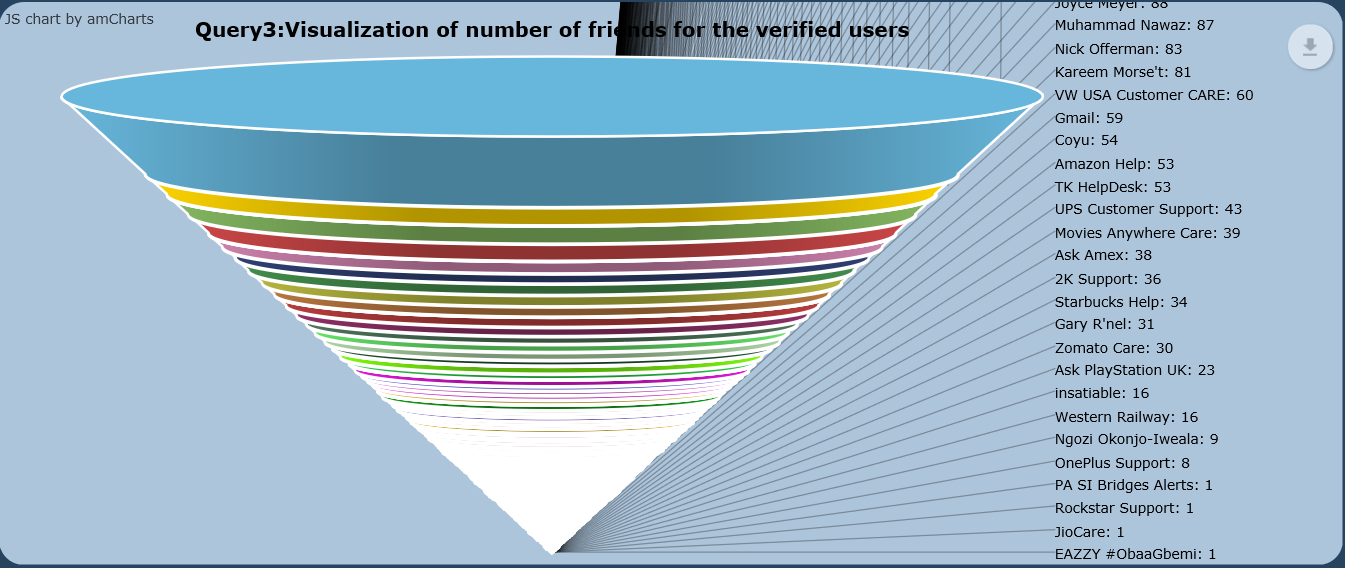 JS chart by amCharts
Query3:Visualization of number of friends for the verified users
Joyce Meyer: 88
Muhammad Nawaz: 87
Nick Offerman: 83
Kareem Morse't: 81
VW USA Customer CARE: 60
Gmail: 59
Coyu: 54
Amazon Help: 53
TK HelpDesk: 53
UPS Customer Support: 43
Movies Anywhere Care: 39
Ask Amex: 38
2K Support: 36
Starbucks Help: 34
Gary R'nel: 31
Zomato Care: 30
Ask PlayStation UK: 23
insatiable: 16
Western Railway: 16
Ngozi Okonjo-Iweala: 9
OnePlus Support: 8
PA SI Bridges Alerts: 1
Rockstar Support: 1
JioCare: 1
EAZZY #ObaaGbemi: 1